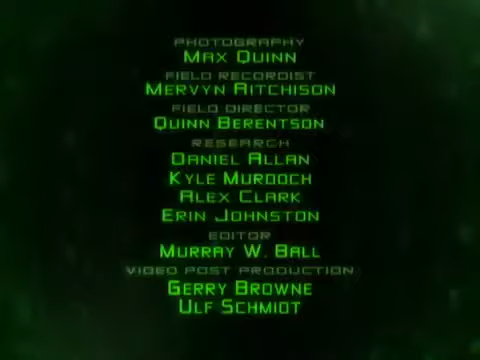 PHOTOGRAPHY
MAX QUINN
FIELD RECORDIST
MERVYN AITCHISON
FIELD DIRECTOR
QUINN BERENTSON
RESEARCH
DANIEL ALLAN
KYLE MURDOCH
ALEX CLARK
ERIN JOHNSTON
EDITOR
MURRAY W. BALL
VIDEO POST PRODUCTION
GERRY BROWNE
ULF SCHMIDT